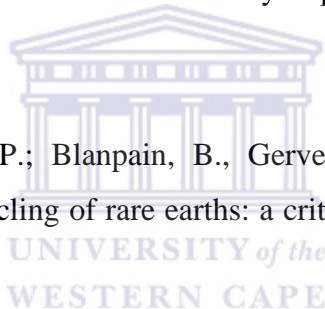 P.; Blanpain, B., Gerve
cling of rare earths: a crit
UNIVERSITY of the
WESTERN CAPE